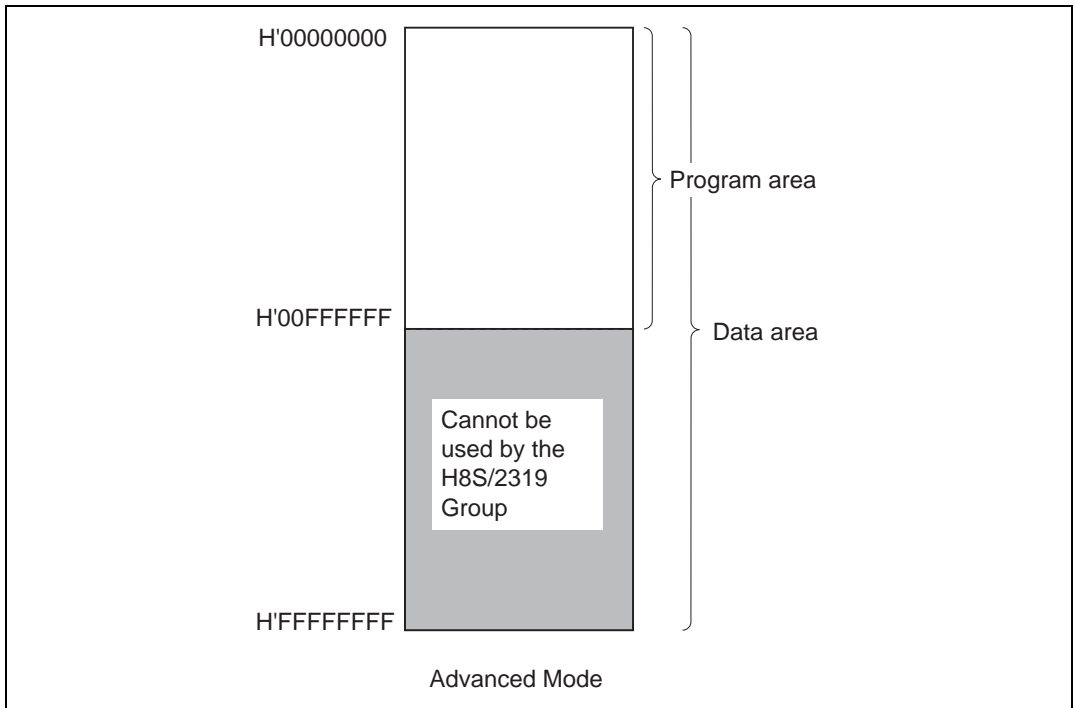 H'00000000
Program area
H'00FFFFFF
Data area
Cannot be
used by the
H8S/2319
Group
H'FFFFFFFF
Advanced Mode